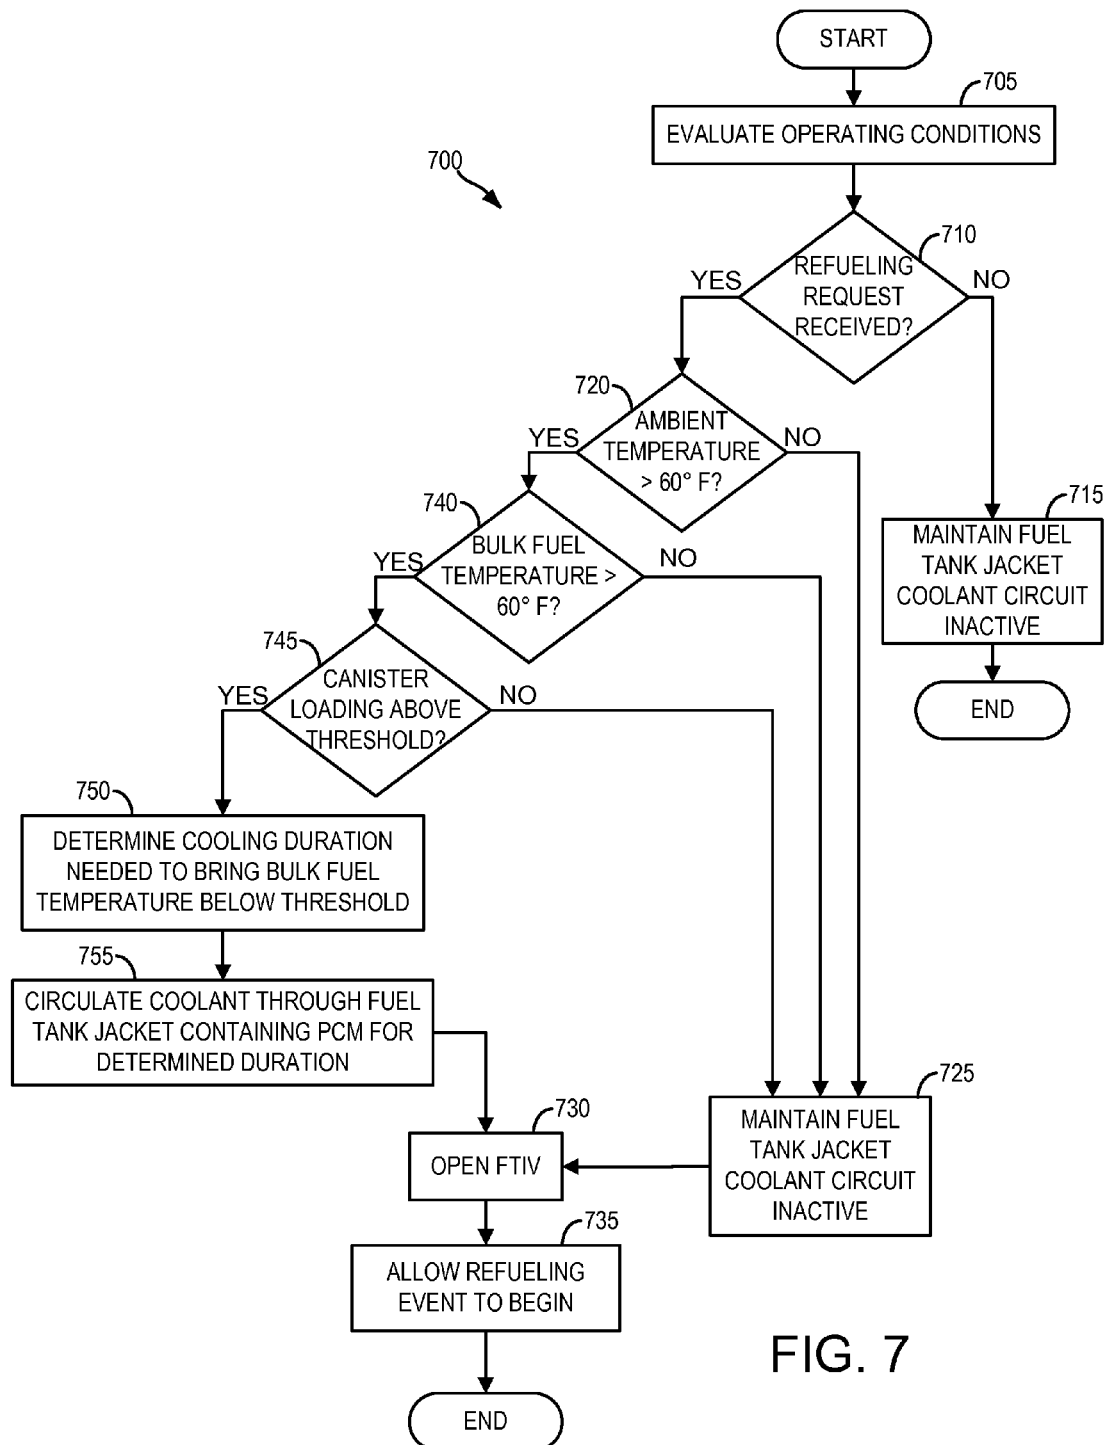 START
705
EVALUATE OPERATING CONDITIONS
700
710
REFUELING
REQUEST
RECEIVED?
YES
NO
720
AMBIENT
TEMPERATURE
> 60° F?
YES
NO
715
MAINTAIN FUEL
TANK JACKET
COOLANT CIRCUIT
INACTIVE
END
740
BULK FUEL
TEMPERATURE >
60° F?
YES
NO
745
CANISTER
LOADING ABOVE
THRESHOLD?
YES
NO
750
DETERMINE COOLING DURATION
NEEDED TO BRING BULK FUEL
TEMPERATURE BELOW THRESHOLD
755
CIRCULATE COOLANT THROUGH FUEL
TANK JACKET CONTAINING PCM FOR
DETERMINED DURATION
725
MAINTAIN FUEL
TANK JACKET
COOLANT CIRCUIT
INACTIVE
730
OPEN FTIV
735
ALLOW REFUELING
EVENT TO BEGIN
END
FIG. 7